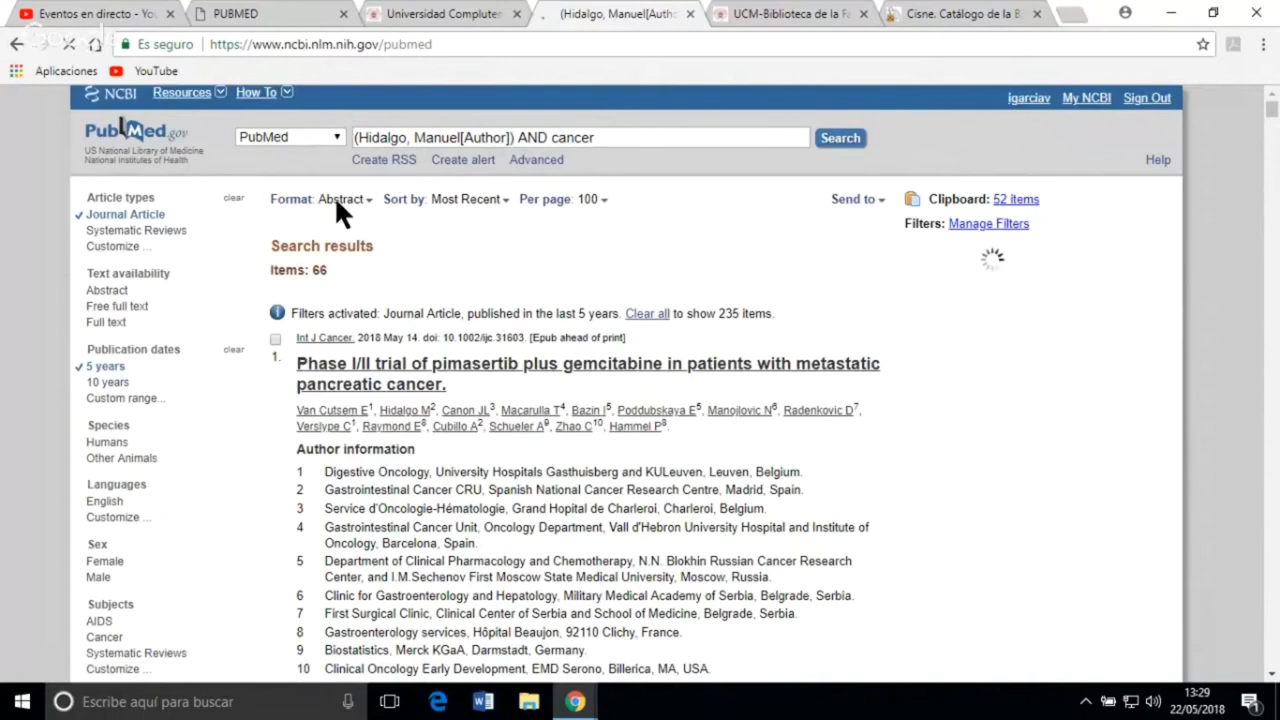 Eventos en directo - You
PUBMED
Universidad Complutens
(Hidalgo, Manuel[Autho
UCM-Biblioteca de la Fa
Cisne. Catálogo de la B
Es seguro
https://www.ncbi.nlm.nih.gov/pubmed
Aplicaciones
YouTube
NCBI
Resources
How To
igarciav
My NCBI
Sign Out
PubMed.gov
US National Library of Medicine
National Institutes of Health
PubMed
(Hidalgo, Manuel[Author]) AND cancer
Search
Create RSS
Create alert
Advanced
Help
Article types
clear
Journal Article
Systematic Reviews
Customize ...
Text availability
Abstract
Free full text
Full text
Publication dates
clear
5 years
10 years
Custom range...
Species
Humans
Other Animals
Languages
English
Customize ...
Sex
Female
Male
Subjects
AIDS
Cancer
Systematic Reviews
Customize ...
Format: Abstract
Sort by: Most Recent
Per page: 100
Send to
Search results
Items: 66
Filters activated: Journal Article, published in the last 5 years. Clear all to show 235 items.
Int J Cancer. 2018 May 14. doi: 10.1002/ijc.31603. [Epub ahead of print]
1.
Phase I/II trial of pimasertib plus gemcitabine in patients with metastatic
pancreatic cancer.
Van Cutsem E1, Hidalgo M2, Canon JL3, Macarulla T4, Bazin I5, Poddubskaya E5, Manojlovic N6, Radenkovic D7,
Verslype C1, Raymond E8, Cubillo A2, Schueler A9, Zhao C10, Hammel P8.
Author information
1 Digestive Oncology, University Hospitals Gasthuisberg and KULeuven, Leuven, Belgium.
2 Gastrointestinal Cancer CRU, Spanish National Cancer Research Centre, Madrid, Spain.
3 Service d'Oncologie-Hématologie, Grand Hopital de Charleroi, Charleroi, Belgium.
4 Gastrointestinal Cancer Unit, Oncology Department, Vall d'Hebron University Hospital and Institute of
Oncology, Barcelona, Spain.
5 Department of Clinical Pharmacology and Chemotherapy, N.N. Blokhin Russian Cancer Research
Center, and I.M.Sechenov First Moscow State Medical University, Moscow, Russia.
6 Clinic for Gastroenterology and Hepatology, Military Medical Academy of Serbia, Belgrade, Serbia.
7 First Surgical Clinic, Clinical Center of Serbia and School of Medicine, Belgrade, Serbia.
8 Gastroenterology services, Hôpital Beaujon, 92110 Clichy, France.
9 Biostatistics, Merck KGaA, Darmstadt, Germany.
10 Clinical Oncology Early Development, EMD Serono, Billerica, MA, USA.
Clipboard: 52 items
Filters: Manage Filters
Escribe aquí para buscar
13:29
22/05/2018